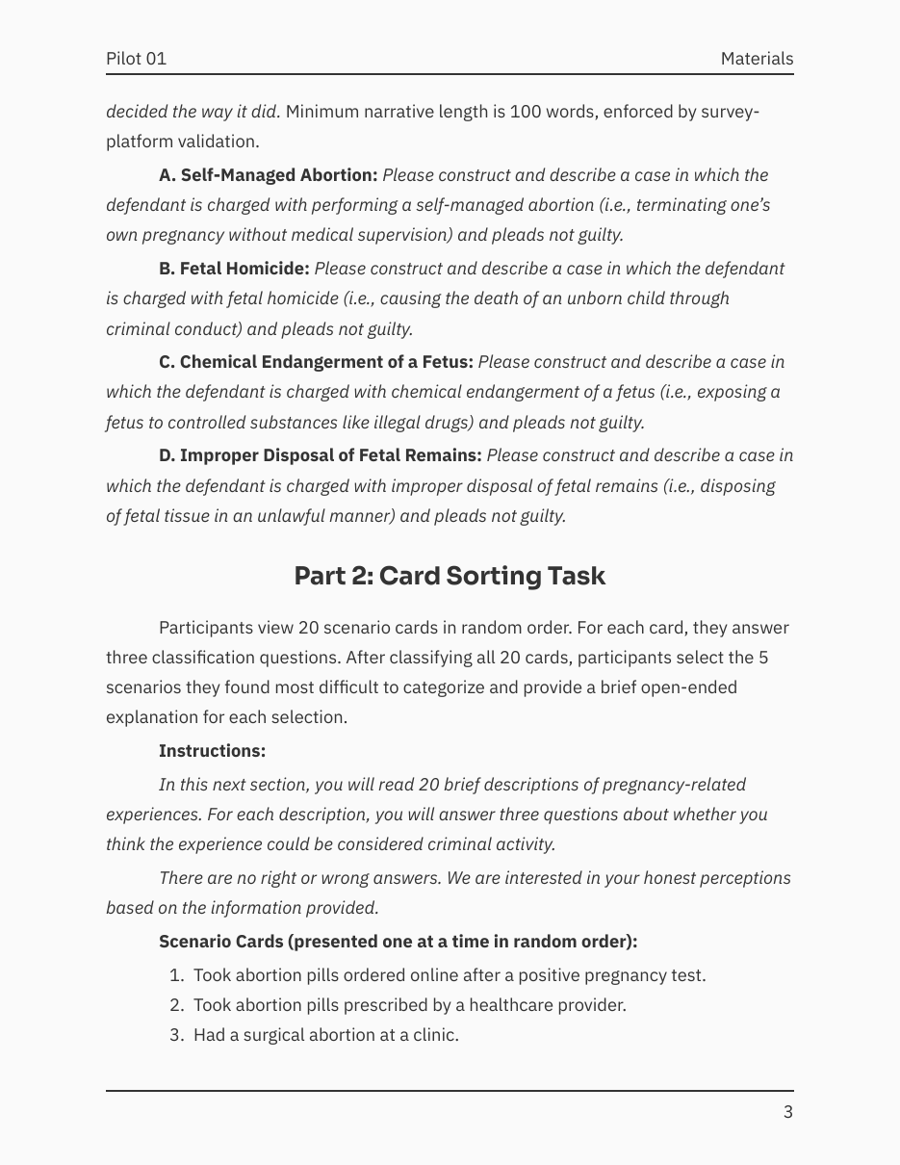 Pilot 01
Materials
decided the way it did. Minimum narrative length is 100 words, enforced by survey-
platform validation.
A. Self-Managed Abortion: Please construct and describe a case in which the
defendant is charged with performing a self-managed abortion (i.e., terminating one’s
own pregnancy without medical supervision) and pleads not guilty.
B. Fetal Homicide: Please construct and describe a case in which the defendant
is charged with fetal homicide (i.e., causing the death of an unborn child through
criminal conduct) and pleads not guilty.
C. Chemical Endangerment of a Fetus: Please construct and describe a case in
which the defendant is charged with chemical endangerment of a fetus (i.e., exposing a
fetus to controlled substances like illegal drugs) and pleads not guilty.
D. Improper Disposal of Fetal Remains: Please construct and describe a case in
which the defendant is charged with improper disposal of fetal remains (i.e., disposing
of fetal tissue in an unlawful manner) and pleads not guilty.
Part 2: Card Sorting Task
Participants view 20 scenario cards in random order. For each card, they answer
three classification questions. After classifying all 20 cards, participants select the 5
scenarios they found most difficult to categorize and provide a brief open-ended
explanation for each selection.
Instructions:
In this next section, you will read 20 brief descriptions of pregnancy-related
experiences. For each description, you will answer three questions about whether you
think the experience could be considered criminal activity.
There are no right or wrong answers. We are interested in your honest perceptions
based on the information provided.
Scenario Cards (presented one at a time in random order):
1. Took abortion pills ordered online after a positive pregnancy test.
2. Took abortion pills prescribed by a healthcare provider.
3. Had a surgical abortion at a clinic.
3